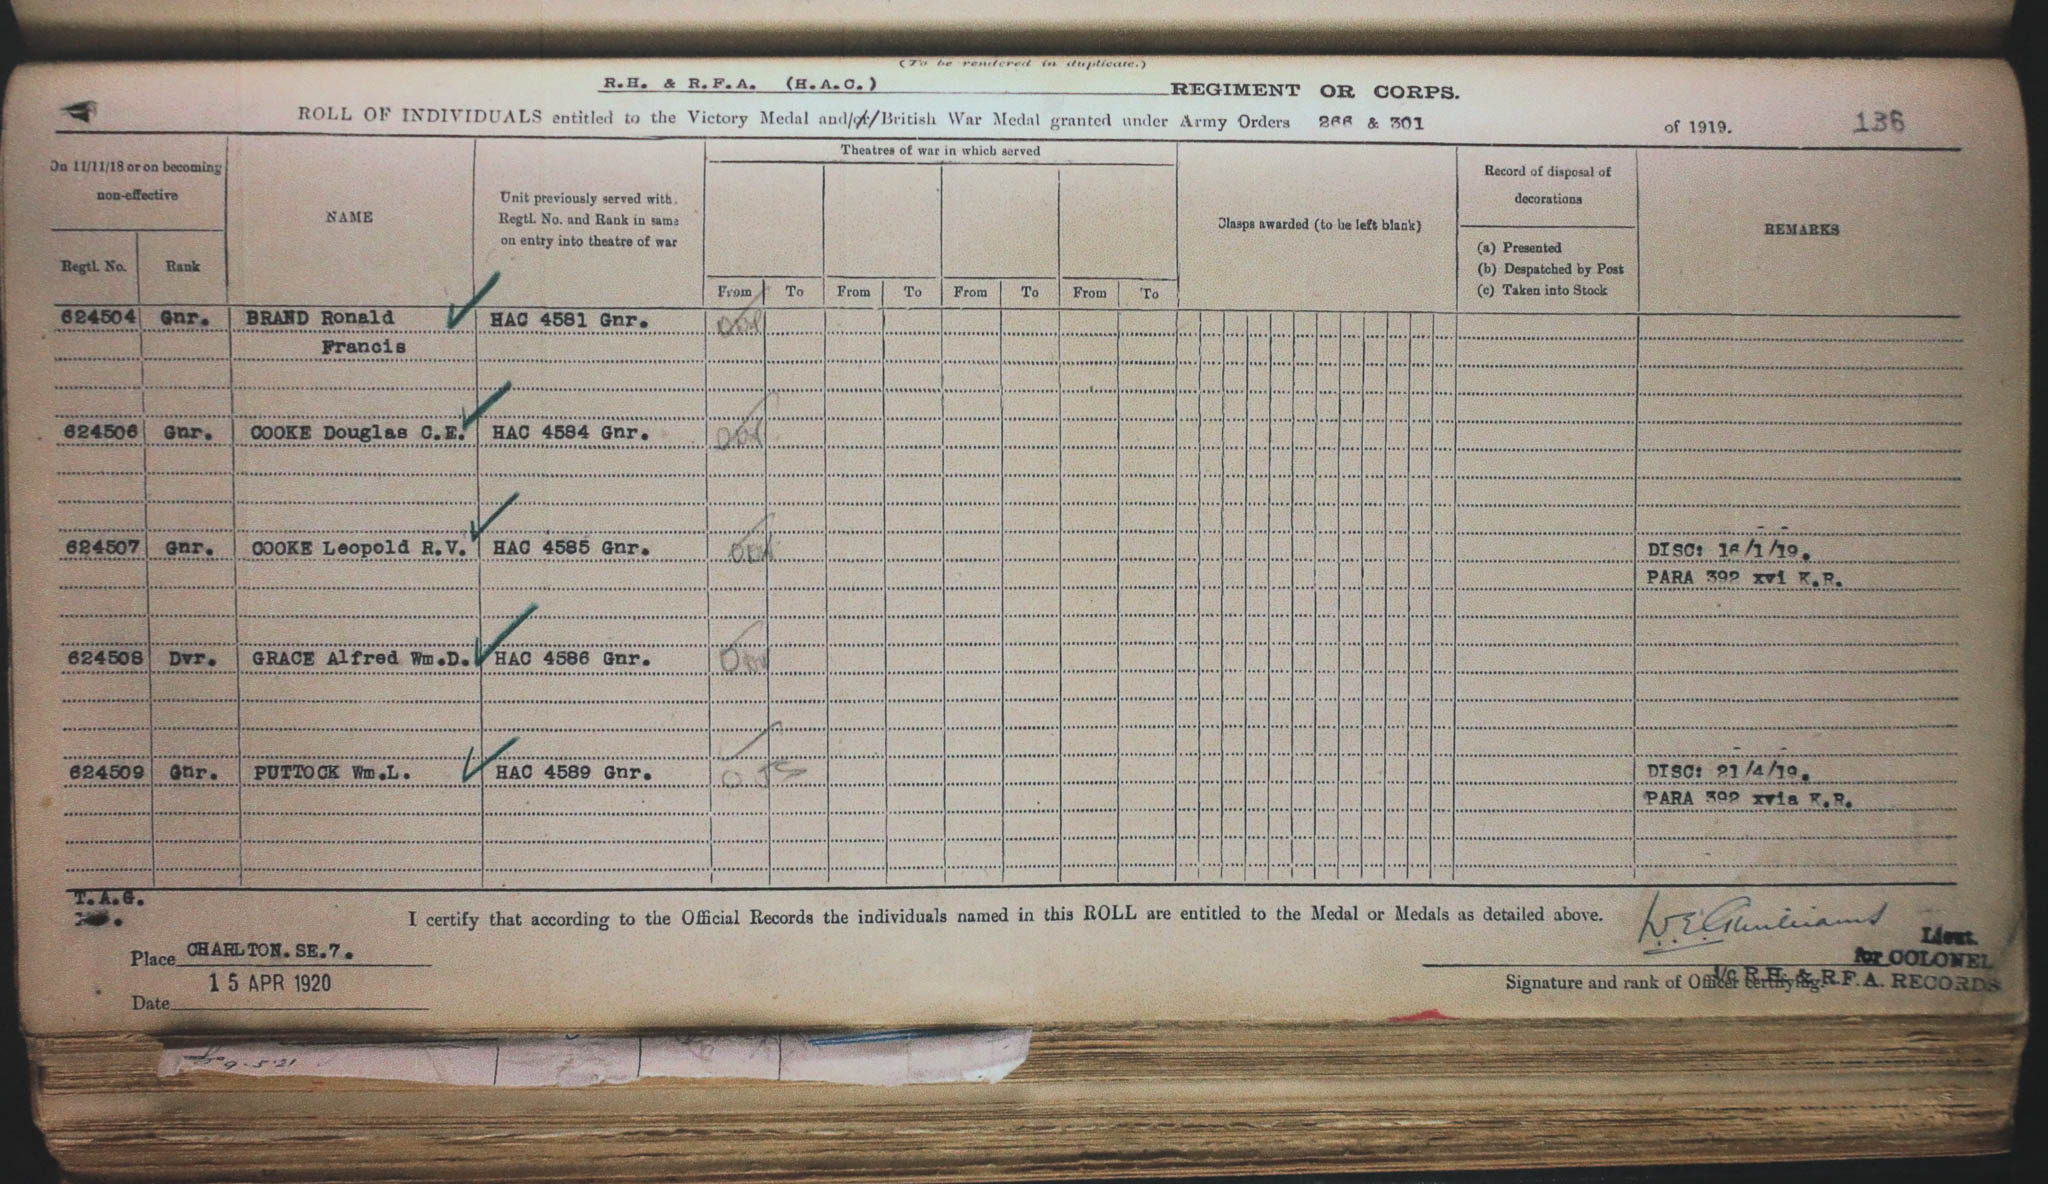 (To be rendered in duplicate.)
R.H. & R.F.A. (H.A.C.) REGIMENT OR CORPS.
ROLL OF INDIVIDUALS entitled to the Victory Medal and/or/British War Medal granted under Army Orders 266 & 301 of 1919. 136
On 11/11/18 or on becoming non-effective
Regtl. No. Rank
NAME
Unit previously served with Regtl. No. and Rank in same on entry into theatre of war
Theatres of war in which served
From To From To From To From To
Clasps awarded (to be left blank)
Record of disposal of decorations
(a) Presented
(b) Despatched by Post
(c) Taken into Stock
REMARKS
624504 Gnr. BRAND Ronald HAC 4581 Gnr.
Francis
624506 Gnr. COOKE Douglas C.E. HAC 4584 Gnr.
624507 Gnr. COOKE Leopold R.V. HAC 4585 Gnr. DISC: 16/1/19.
PARA 392 xvi K.R.
624508 Dvr. GRACE Alfred Wm.D. HAC 4586 Gnr.
624509 Gnr. PUTTOCK Wm.L. HAC 4589 Gnr. DISC: 21/4/19.
PARA 392 xvia K.R.
T.A.G.
I certify that according to the Official Records the individuals named in this ROLL are entitled to the Medal or Medals as detailed above.
Place CHARLTON.SE.7.
Date 15 APR 1920
Lieut.
for COLONEL
i/c R.H. & R.F.A. RECORDS
Signature and rank of Officer certifying.
9.5.21